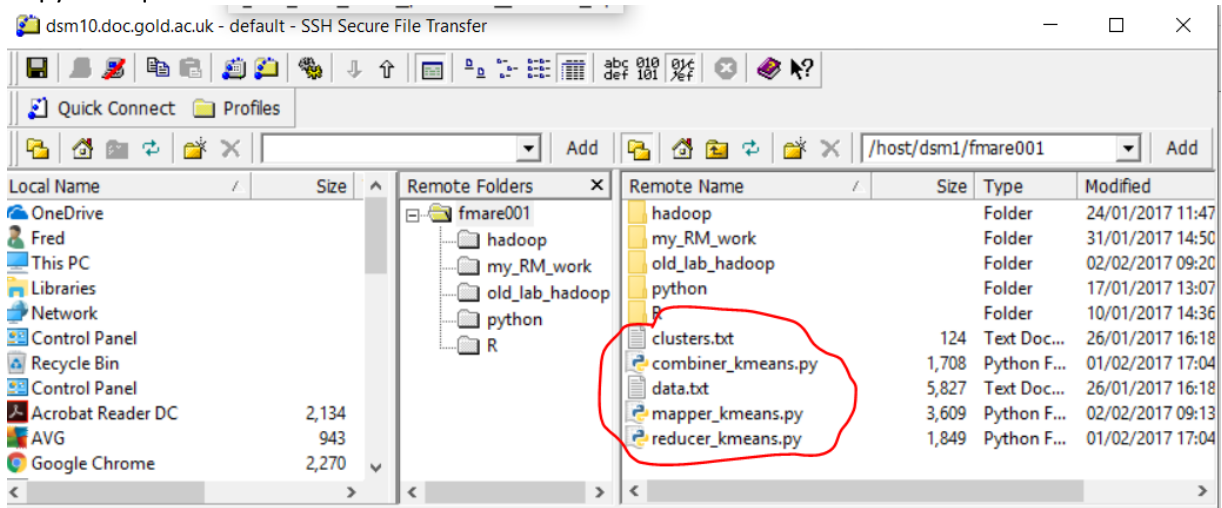 dsm10.doc.gold.ac.uk - default - SSH Secure File Transfer
abc 010
def 101
Quick Connect Profiles
Add /host/dsm1/fmare001 Add
Local Name / Size Remote Folders X Remote Name / Size Type Modified
OneDrive fmare001 hadoop Folder 24/01/2017 11:47
Fred hadoop my_RM_work Folder 31/01/2017 14:50
This PC my_RM_work old_lab_hadoop Folder 02/02/2017 09:20
Libraries old_lab_hadoop python Folder 17/01/2017 13:07
Network python R Folder 10/01/2017 14:36
Control Panel R clusters.txt 124 Text Doc... 26/01/2017 16:18
Recycle Bin combiner_kmeans.py 1,708 Python F... 01/02/2017 17:04
Control Panel data.txt 5,827 Text Doc... 26/01/2017 16:18
Acrobat Reader DC 2,134 mapper_kmeans.py 3,609 Python F... 02/02/2017 09:13
AVG 943 reducer_kmeans.py 1,849 Python F... 01/02/2017 17:04
Google Chrome 2,270